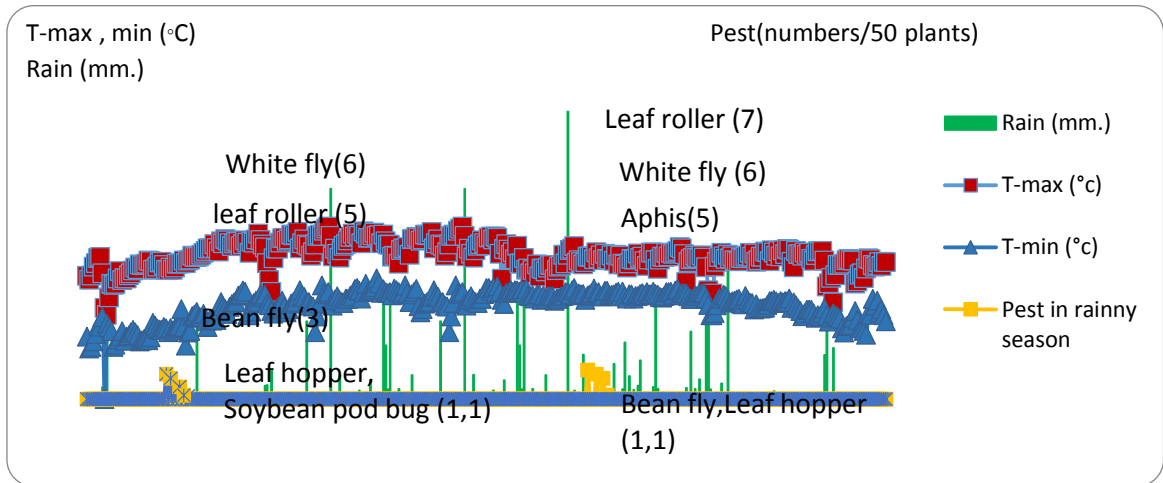 T-max , min (◦C)
Pest(numbers/50 plants)
Rain (mm.)
White fly(6)
leaf roller (5)
Bean fly(3)
Leaf hopper,
Soybean pod bug (1,1)
Leaf roller (7)
White fly (6)
Aphis(5)
Bean fly,Leaf hopper
(1,1)
Rain (mm.)
T-max (°c)
T-min (°c)
Pest in rainny
season